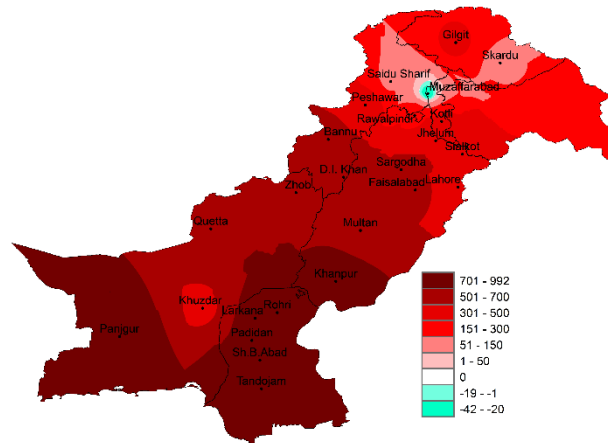 Gilgit
Skardu
Saidu Sharif
Muzaffarabad
Peshawar
Kotli
Rawalpindi
Jhelum
Bannu
Sialkot
Sargodha
D.I. Khan
Faisalabad
Lahore
Zhob
Quetta
Multan
Khanpur
Khuzdar
Larkana
Rohri
Panjgur
Padidan
Sh.B.Abad
Tandojam
701 - 992
501 - 700
301 - 500
151 - 300
51 - 150
1 - 50
0
-19 - -1
-42 - -20